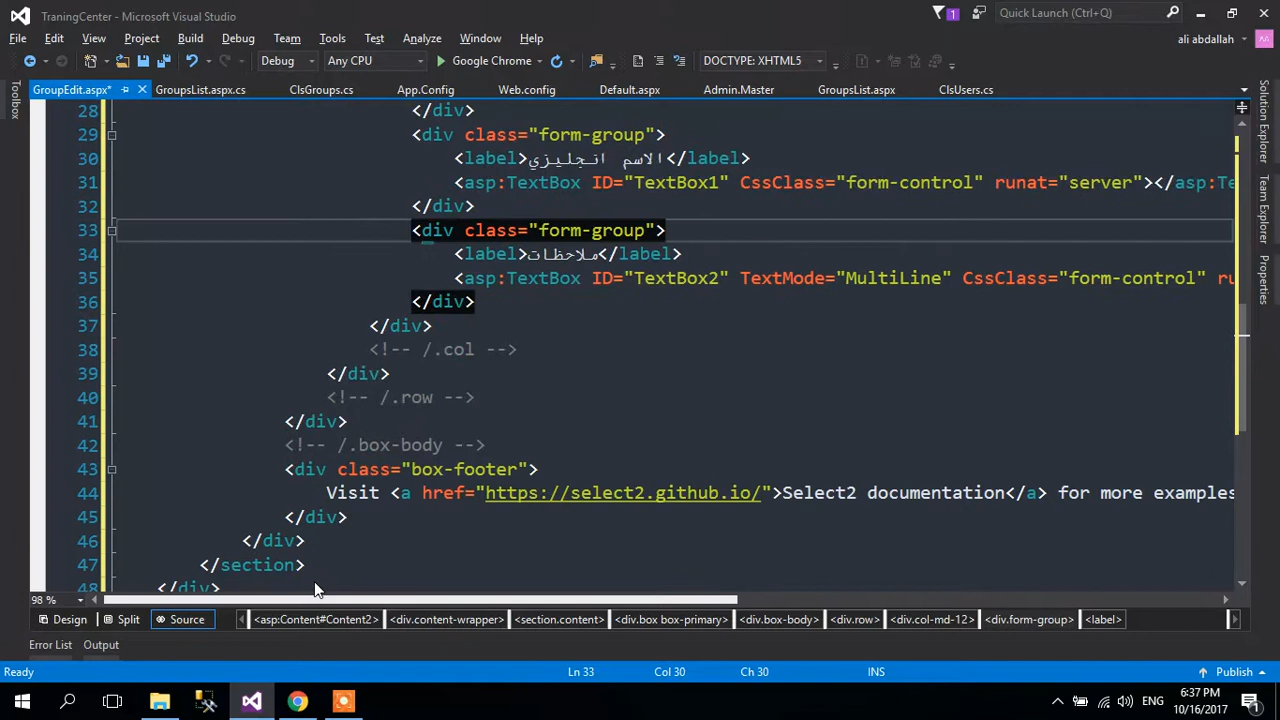 TraningCenter - Microsoft Visual Studio
1
Quick Launch (Ctrl+Q)
File Edit View Project Build Debug Team Tools Test Analyze Window Help
ali abdallah
AA
Debug Any CPU Google Chrome DOCTYPE: XHTML5
Toolbox
GroupEdit.aspx* GroupsList.aspx.cs ClsGroups.cs App.Config Web.config Default.aspx Admin.Master GroupsList.aspx ClsUsers.cs
Solution Explorer
Team Explorer
Properties
28 </div>
29 <div class="form-group">
30 <label>الاسم انجليزي</label>
31 <asp:TextBox ID="TextBox1" CssClass="form-control" runat="server"></asp:Te
32 </div>
33 <div class="form-group">
34 <label>ملاحظات</label>
35 <asp:TextBox ID="TextBox2" TextMode="MultiLine" CssClass="form-control" ru
36 </div>
37 </div>
38 <!-- /.col -->
39 </div>
40 <!-- /.row -->
41 </div>
42 <!-- /.box-body -->
43 <div class="box-footer">
44 Visit <a href="https://select2.github.io/">Select2 documentation</a> for more examples
45 </div>
46 </div>
47 </section>
48 </div>
98 %
Design Split Source <asp:Content#Content2> <div.content-wrapper> <section.content> <div.box box-primary> <div.box-body> <div.row> <div.col-md-12> <div.form-group> <label>
Error List Output
Ready Ln 33 Col 30 Ch 30 INS Publish
ENG
6:37 PM
10/16/2017
1